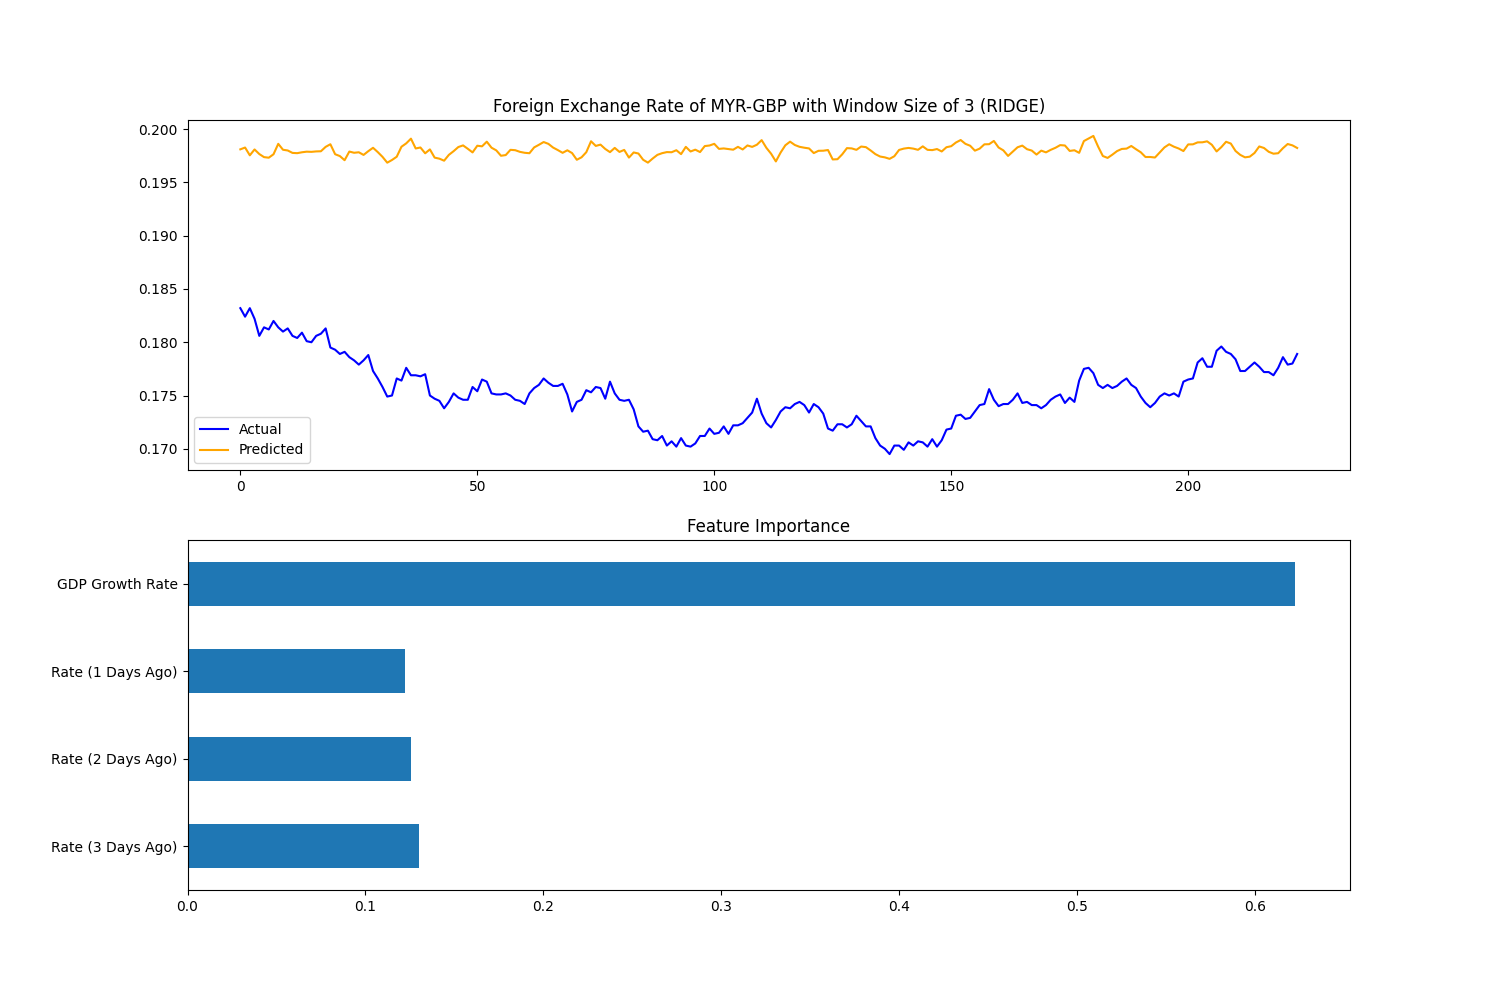 Foreign Exchange Rate of MYR-GBP with Window Size of 3 (RIDGE)
0.200
0.195
0.190
0.185
0.180
0.175
0.170
Actual
Predicted
0 50 100 150 200
Feature Importance
GDP Growth Rate
Rate (1 Days Ago)
Rate (2 Days Ago)
Rate (3 Days Ago)
0.0 0.1 0.2 0.3 0.4 0.5 0.6